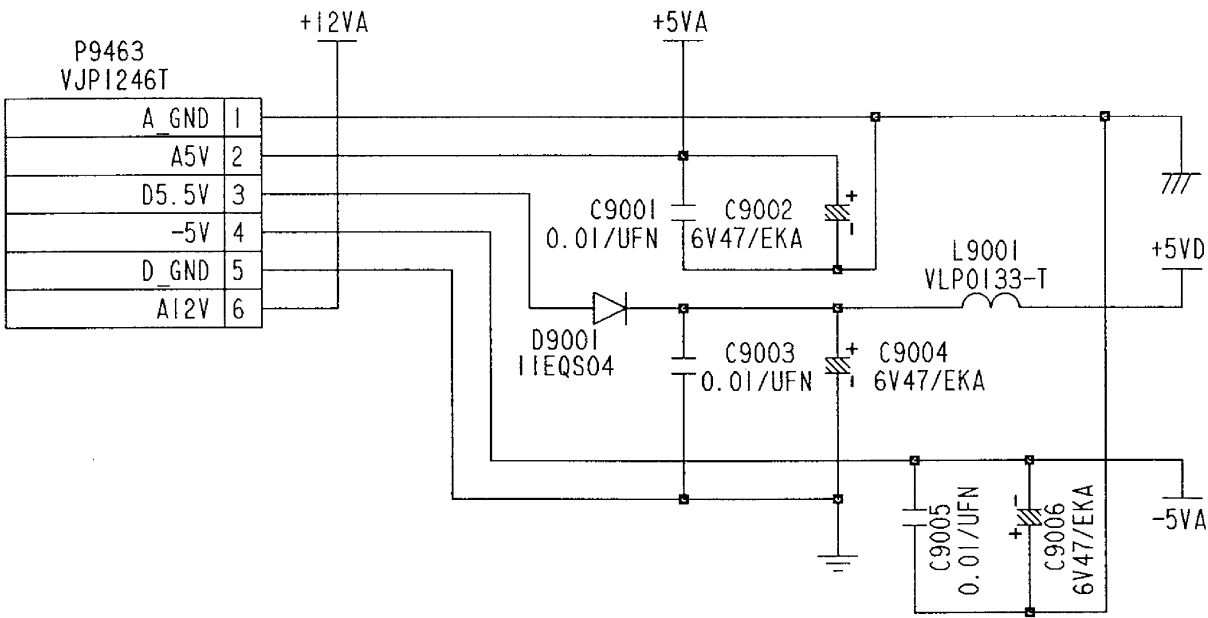 +12VA
+5VA
P9463
VJP1246T
A_GND 1
A5V 2
D5.5V 3
-5V 4
D_GND 5
A12V 6
C9001
0.01/UFN
C9002
6V47/EKA
+
-
L9001
VLP0133-T
+5VD
D9001
11EQS04
C9003
0.01/UFN
+
-
C9004
6V47/EKA
C9005
0.01/UFN
-
+
C9006
6V47/EKA
-5VA